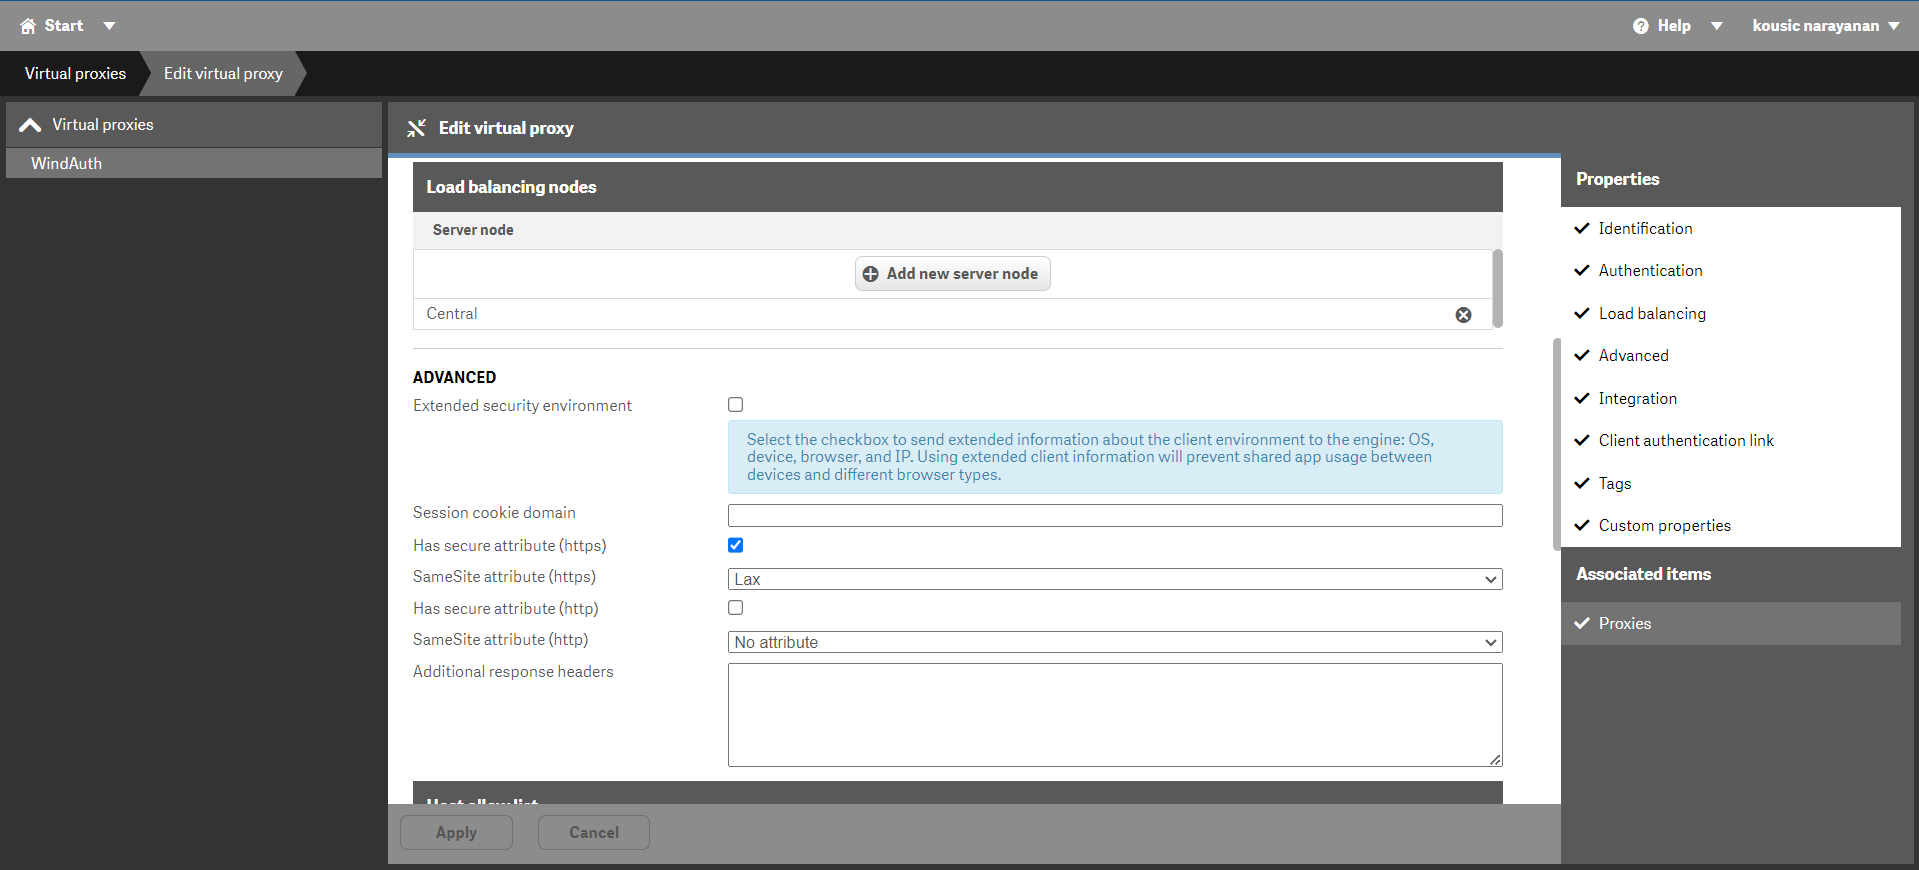 Start
Help
kousic narayanan
Virtual proxies
Edit virtual proxy
Virtual proxies
WindAuth
Edit virtual proxy
Load balancing nodes
Server node
Add new server node
Central
ADVANCED
Extended security environment
Select the checkbox to send extended information about the client environment to the engine: OS,
device, browser, and IP. Using extended client information will prevent shared app usage between
devices and different browser types.
Session cookie domain
Has secure attribute (https)
SameSite attribute (https)
Lax
Has secure attribute (http)
SameSite attribute (http)
No attribute
Additional response headers
Host allow list
Apply
Cancel
Properties
Identification
Authentication
Load balancing
Advanced
Integration
Client authentication link
Tags
Custom properties
Associated items
Proxies